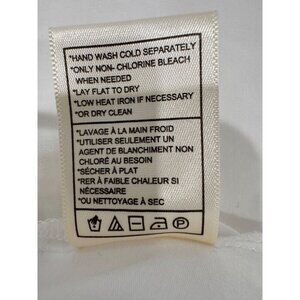 *HAND WASH COLD SEPARATELY
*ONLY NON- CHLORINE BLEACH
WHEN NEEDED
*LAY FLAT TO DRY
*LOW HEAT IRON IF NECESSARY
*OR DRY CLEAN
*LAVAGE À LA MAIN FROID
*UTILISER SEULEMENT UN
AGENT DE BLANCHIMENT NON
CHLORÉ AU BESOIN
*SÉCHER À PLAT
*RER À FAIBLE CHALEUR SI
NÉCESSAIRE
*OU NETTOYAGE À SEC